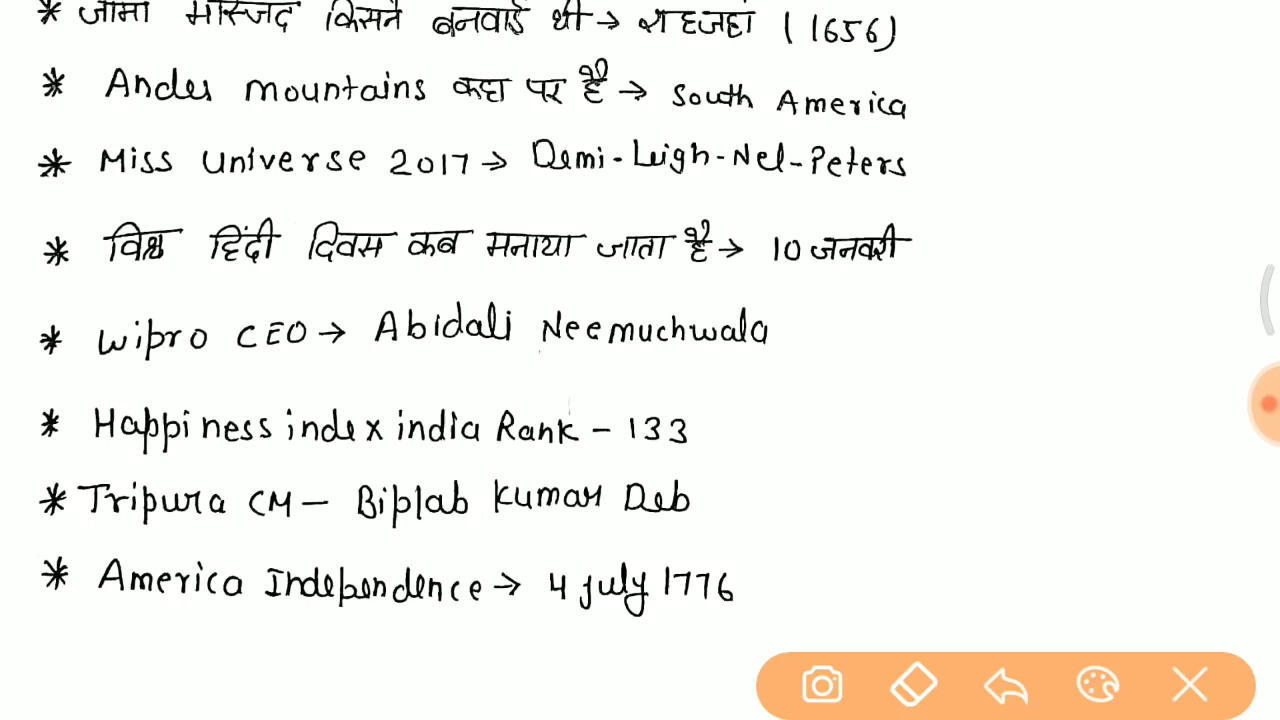 * जामा मस्जिद किसने बनवाई थी → शाहजहां (1656)
* Andes mountains कहा पर है → South America
* Miss Universe 2017 → Demi-Leigh-Nel-Peters
* विश्व हिंदी दिवस कब मनाया जाता है → 10 जनवरी
* Wipro CEO → Abidali Neemuchwala
* Happiness index india Rank - 133
* Tripura CM - Biplab Kumar Deb
* America Independence → 4 july 1776